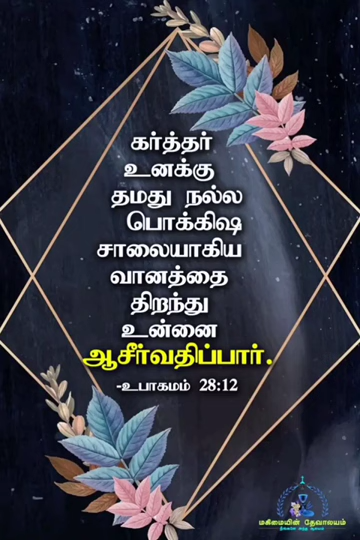 கர்த்தர்
உனக்கு
தமது நல்ல
பொக்கிஷ
சாலையாகிய
வானத்தை
திறந்து
உன்னை
ஆசீர்வதிப்பார்.
-உபாகமம் 28:12
மகிமையின் தேவாலயம்